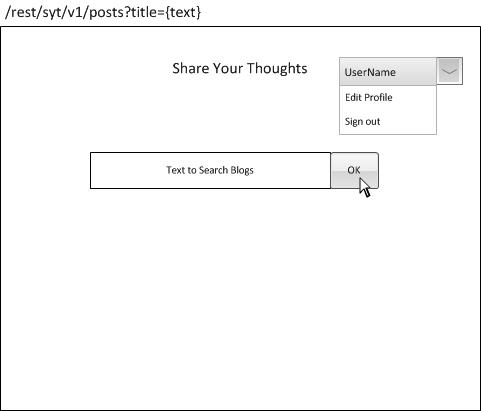 /rest/syt/v1/posts?title={text}
Share Your Thoughts
UserName
Edit Profile
Sign out
Text to Search Blogs
OK